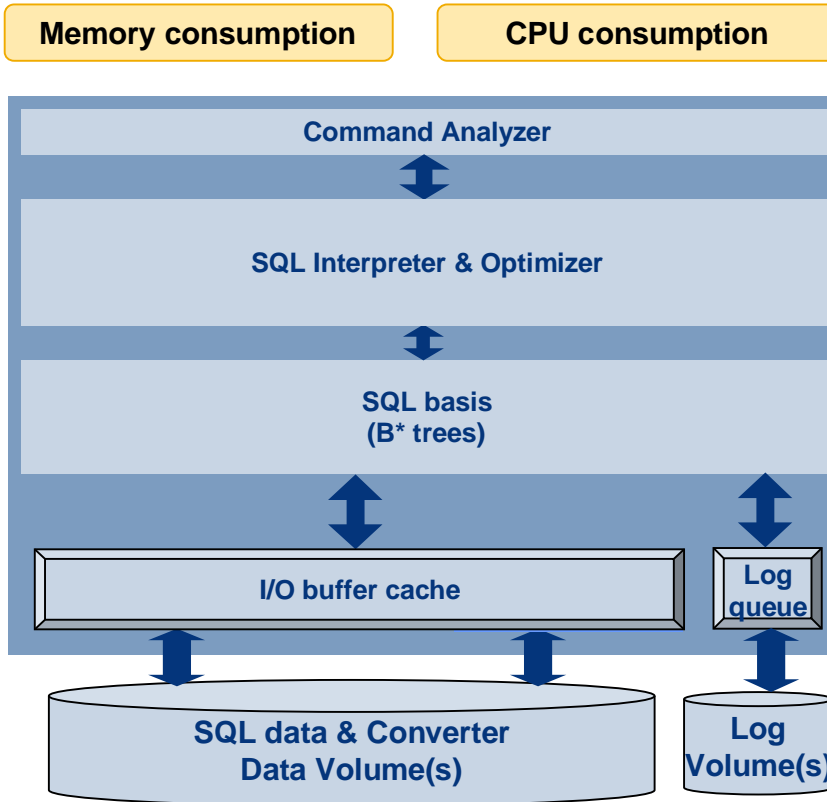 Memory consumption
CPU consumption
Command Analyzer
SQL Interpreter & Optimizer
SQL basis
(B* trees)
I/O buffer cache
Log
queue
SQL data & Converter
Data Volume(s)
Log
Volume(s)